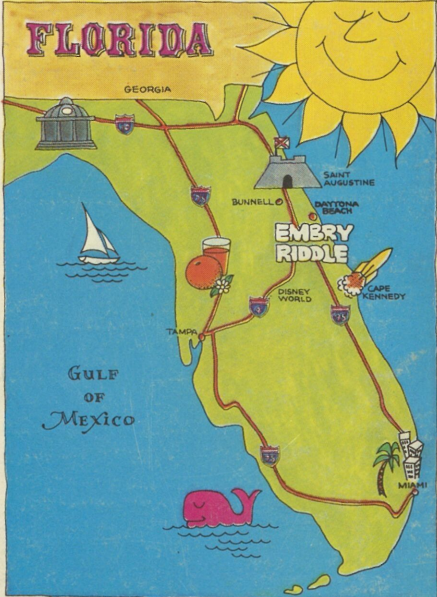 FLORIDA
GEORGIA
SAINT
AUGUSTINE
BUNNELL
DAYTONA
BEACH
EMBRY
RIDDLE
DISNEY
WORLD
CAPE
KENNEDY
TAMPA
GULF
OF
MEXICO
MIAMI